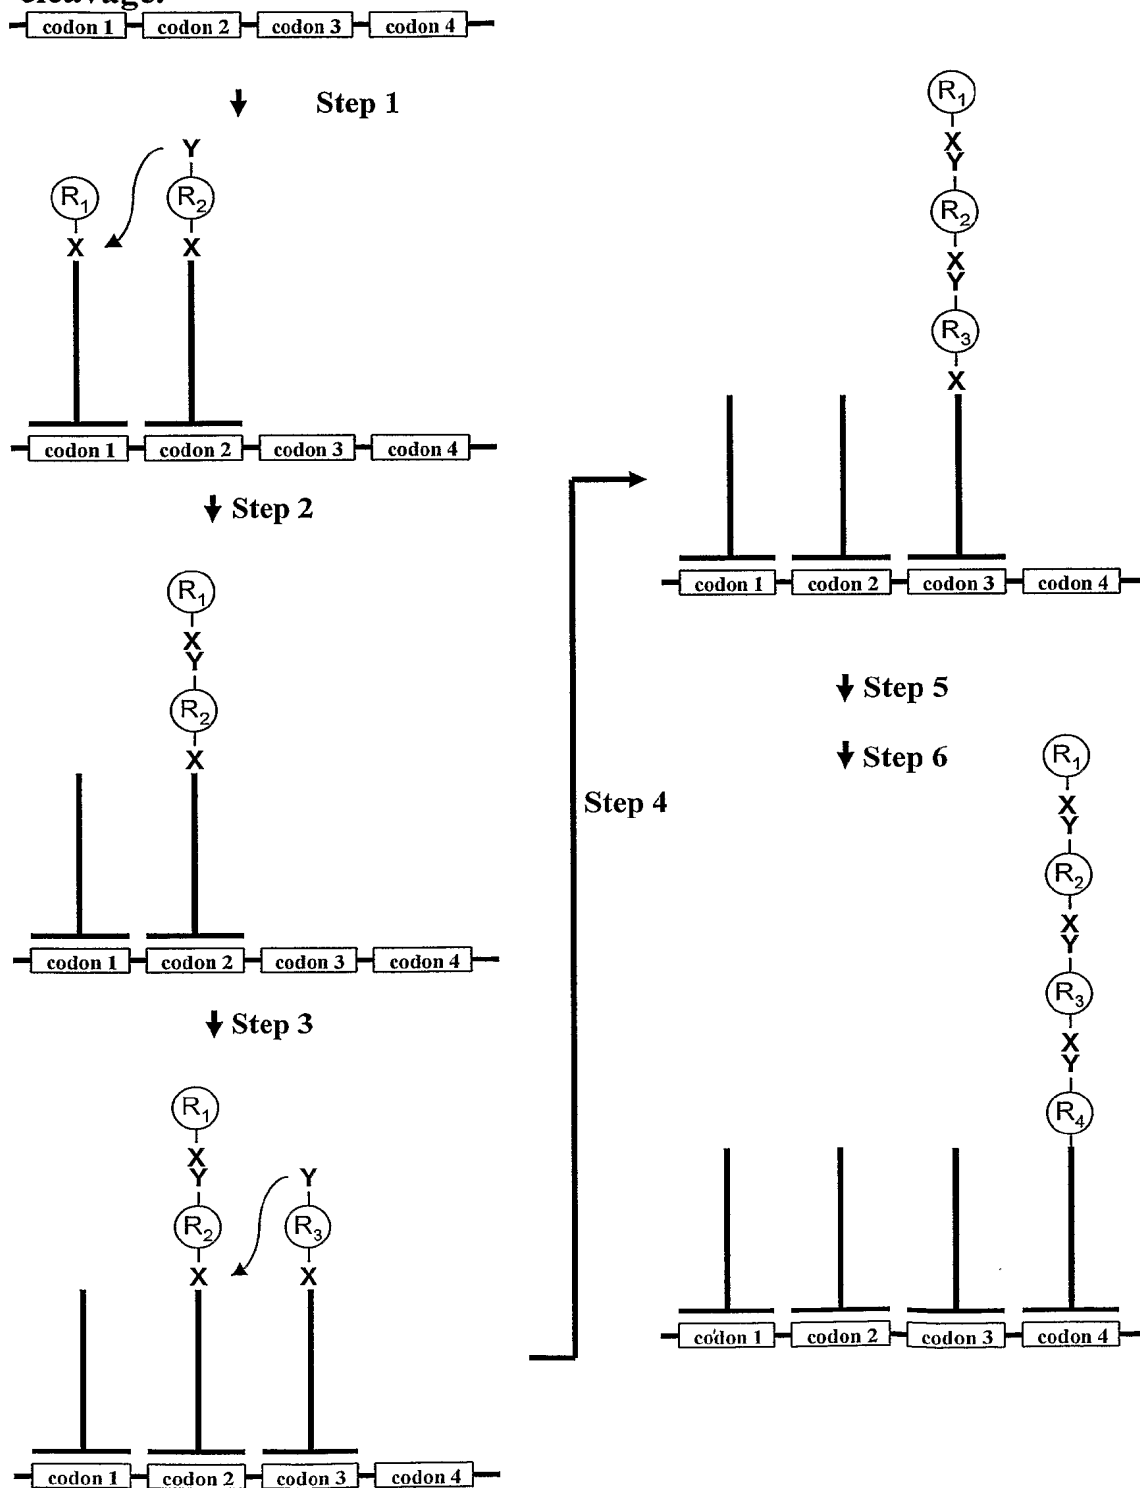 cleavage.
codon 1 codon 2 codon 3 codon 4
Step 1
Y
R1 R2
X X
codon 1 codon 2 codon 3 codon 4
Step 2
R1
X
Y
R2
X
codon 1 codon 2 codon 3 codon 4
Step 3
R1
X
Y Y
R2 R3
X X
codon 1 codon 2 codon 3 codon 4
Step 4
R1
X
Y
R2
X
Y
R3
X
codon 1 codon 2 codon 3 codon 4
Step 5
Step 6
R1
X
Y
R2
X
Y
R3
X
Y
R4
codon 1 codon 2 codon 3 codon 4